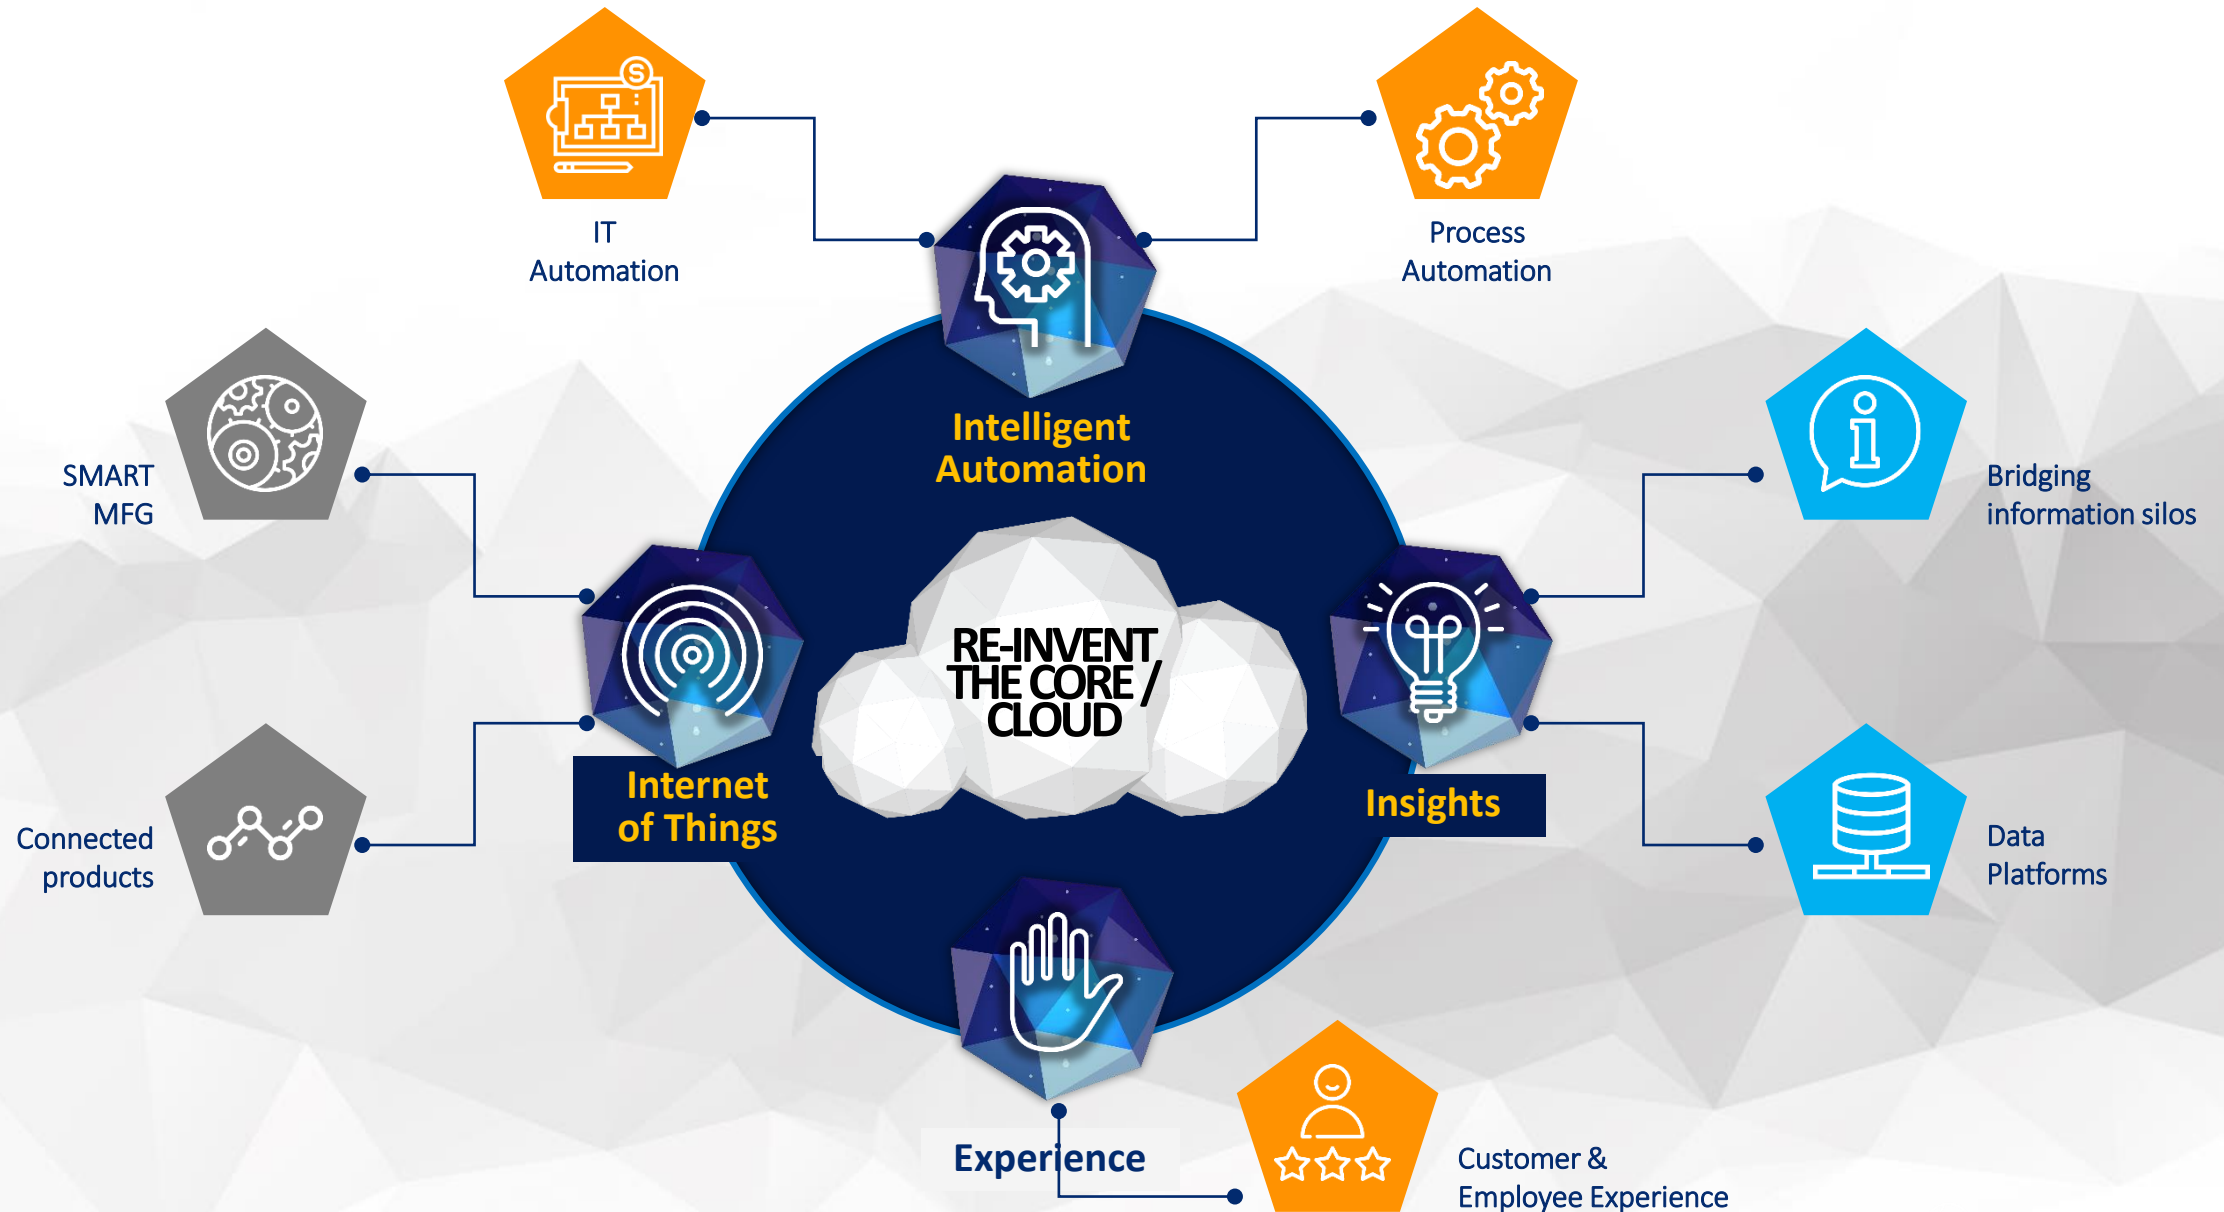 S
IT
Automation
Process
Automation
Intelligent
Automation
SMART
MFG
Bridging
information silos
RE-INVENT
THE CORE /
CLOUD
Internet
of Things
Insights
Connected
products
Data
Platforms
Experience
Customer &
Employee Experience